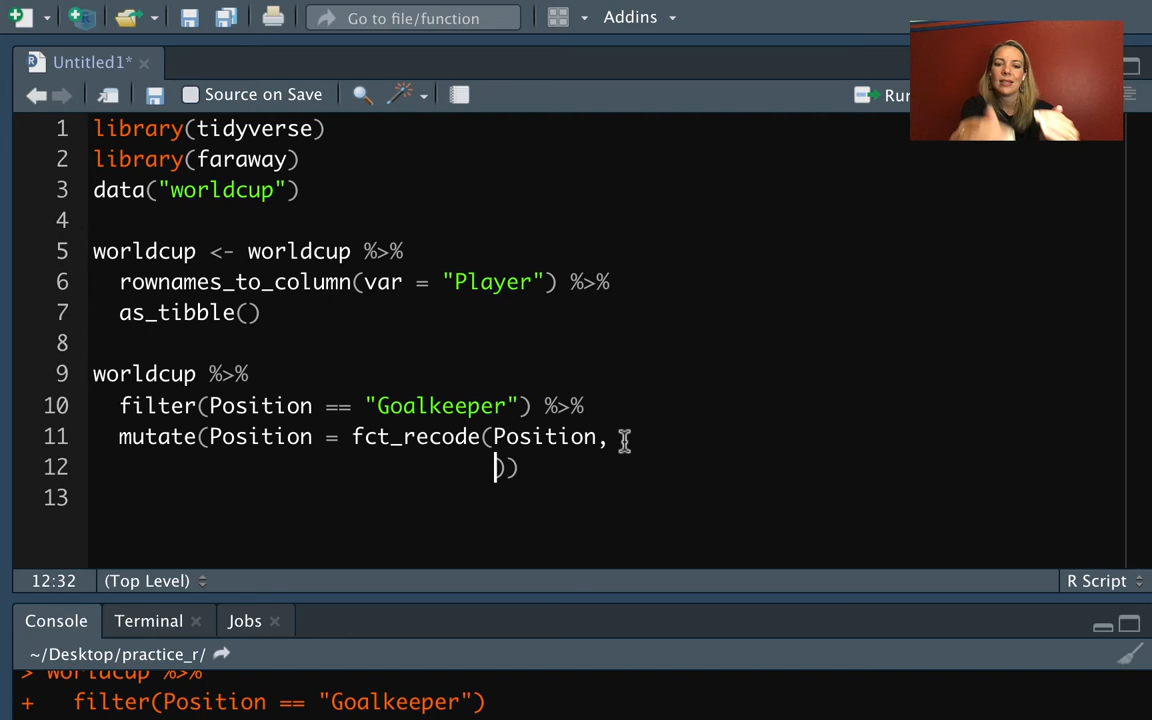 Go to file/function
Addins
Untitled1*
Source on Save
Run
1 library(tidyverse)
2 library(faraway)
3 data("worldcup")
4
5 worldcup <- worldcup %>%
6 rownames_to_column(var = "Player") %>%
7 as_tibble()
8
9 worldcup %>%
10 filter(Position == "Goalkeeper") %>%
11 mutate(Position = fct_recode(Position,
12 ))
13
12:32 (Top Level) R Script
Console Terminal Jobs
~/Desktop/practice_r/
> worldcup %>%
+ filter(Position == "Goalkeeper")